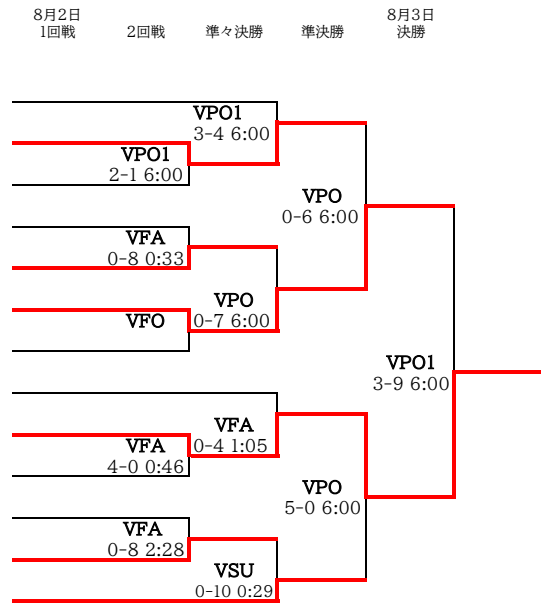 8月2日
8月3日
1回戦
2回戦
準々決勝
準決勝
決勝
VPO1
3-4 6:00
VPO1
2-1 6:00
VPO
0-6 6:00
VFA
0-8 0:33
VPO
0-7 6:00
VFO
VPO1
3-9 6:00
VFA
0-4 1:05
VFA
4-0 0:46
VPO
5-0 6:00
VFA
0-8 2:28
VSU
0-10 0:29